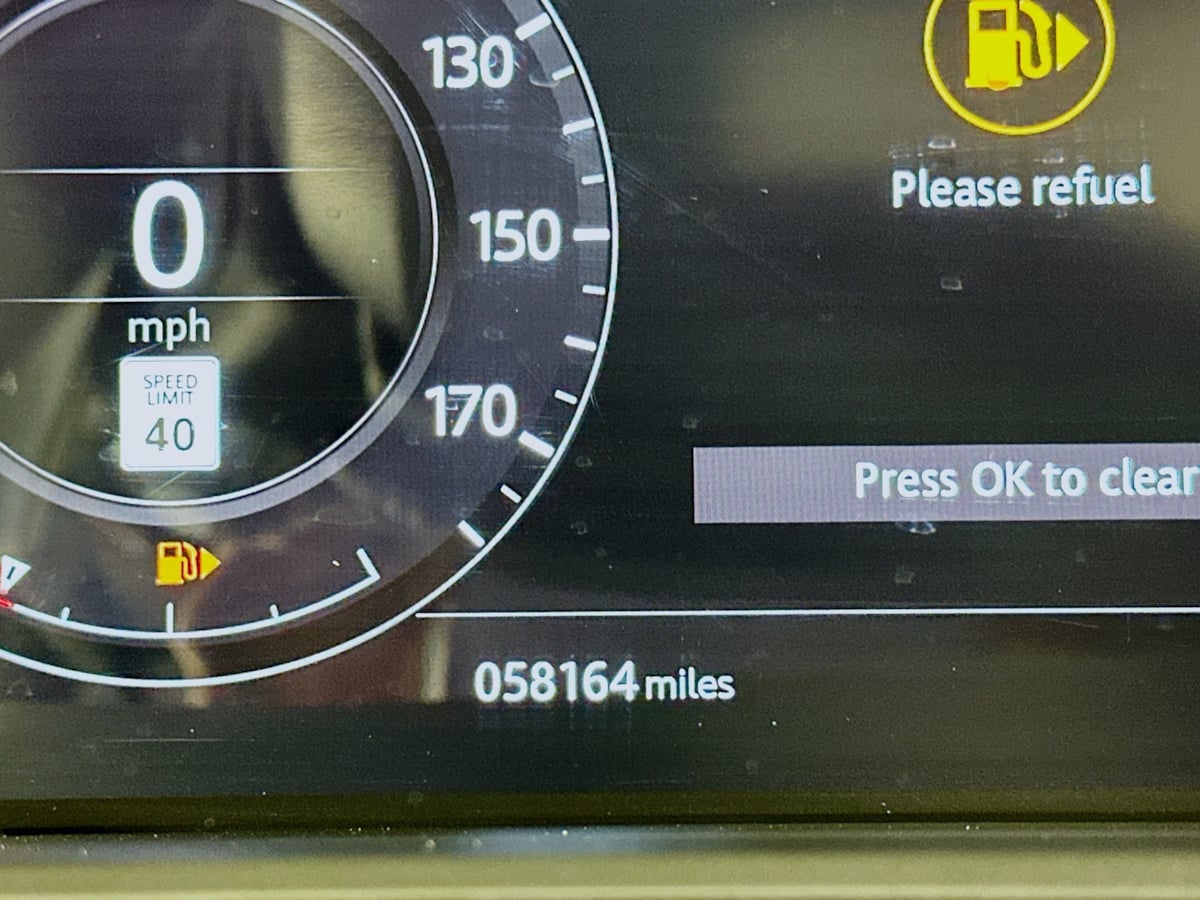 130
Please refuel
0
150
mph
SPEED
LIMIT
40
170
Press OK to clear
058164 miles